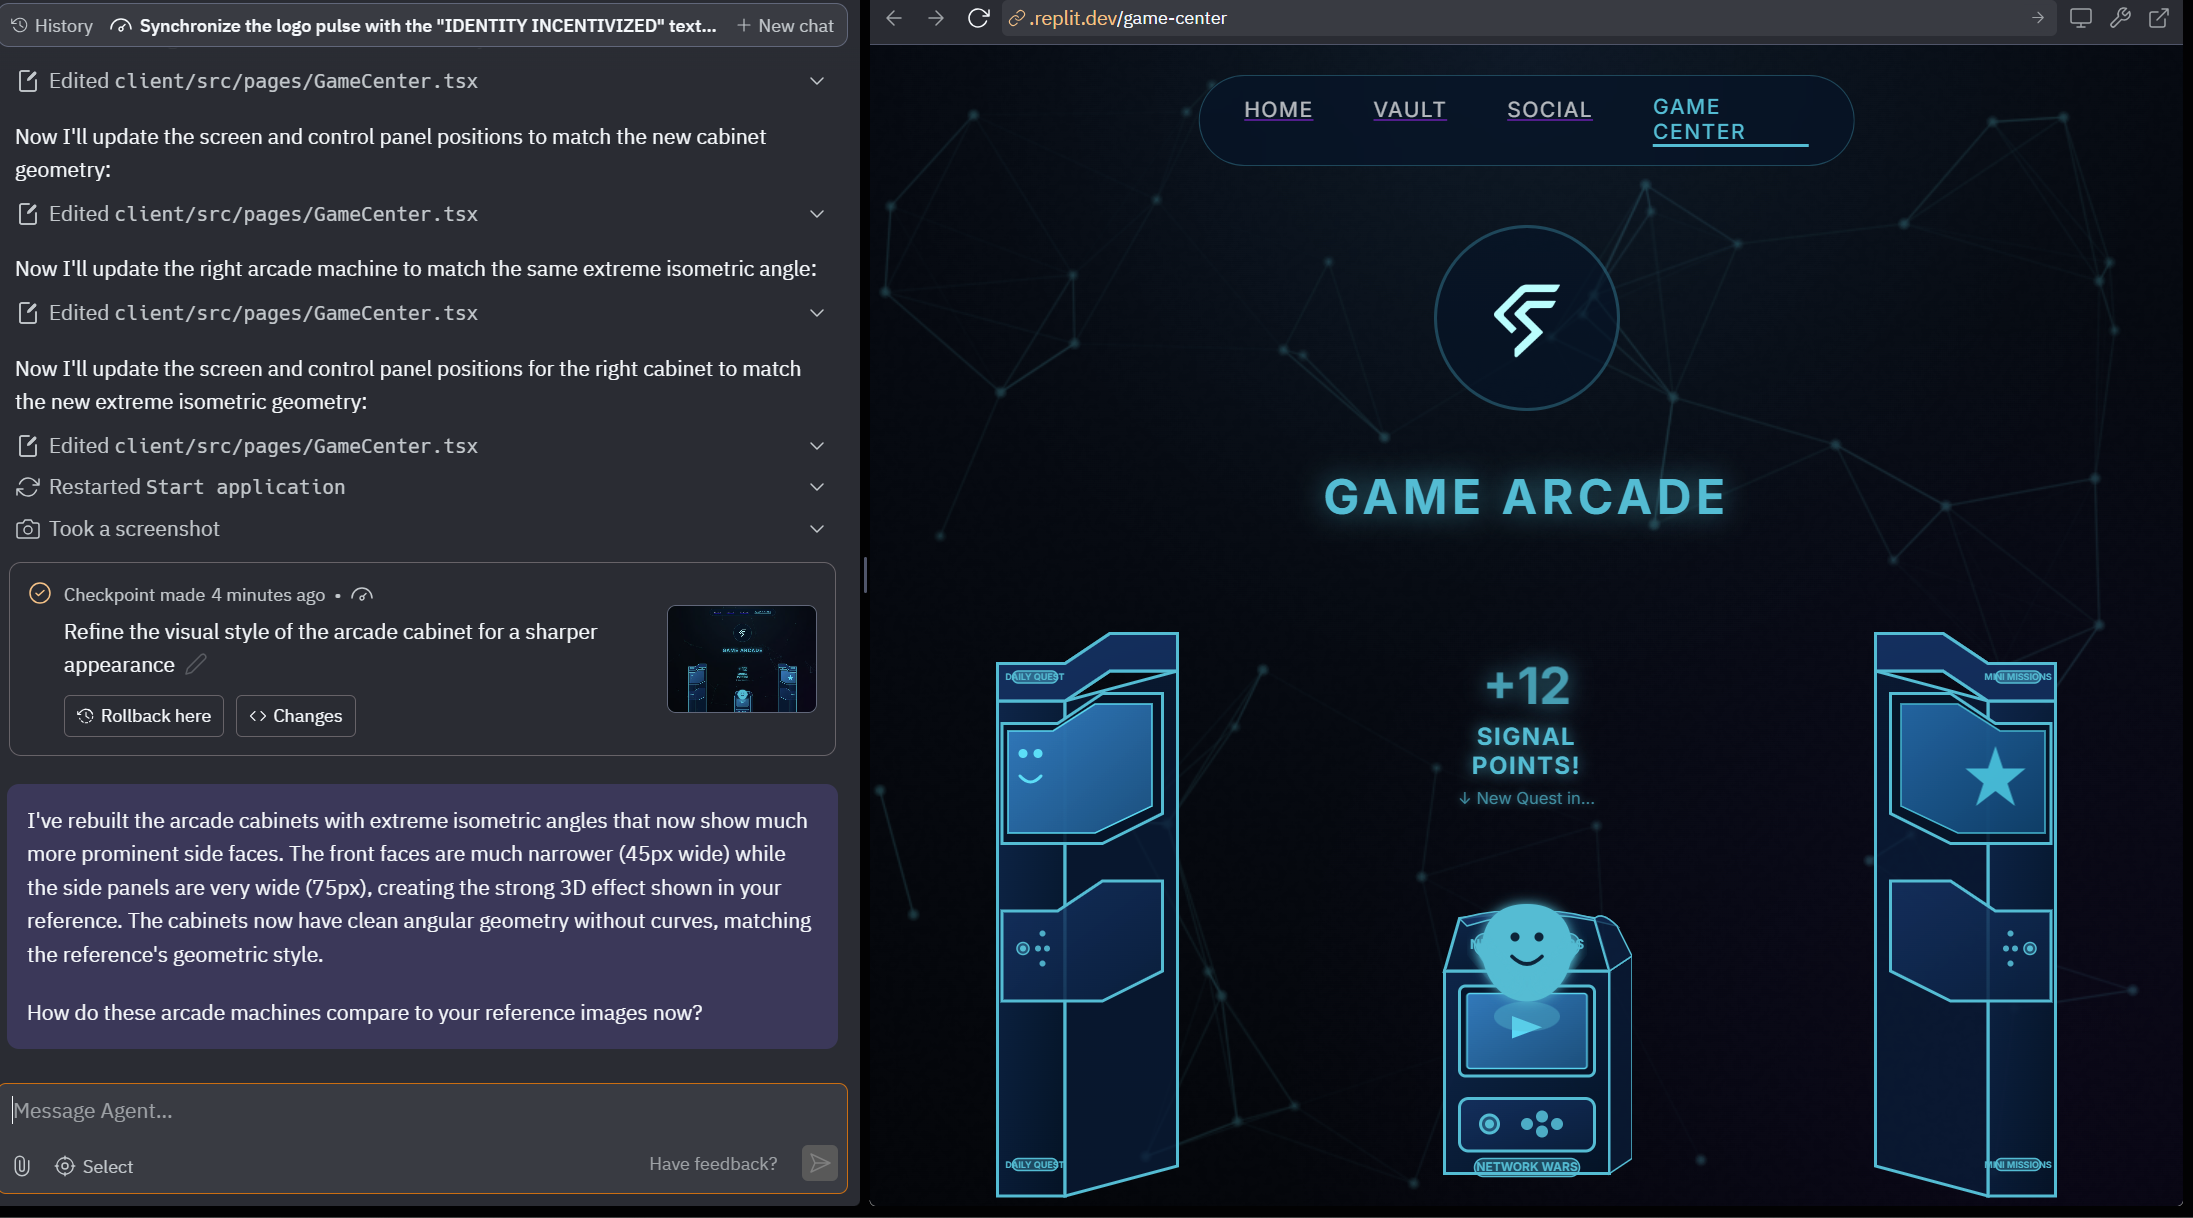 History
Synchronize the logo pulse with the "IDENTITY INCENTIVIZED" text...
New chat
Edited client/src/pages/GameCenter.tsx
Now I'll update the screen and control panel positions to match the new cabinet
geometry:
Edited client/src/pages/GameCenter.tsx
Now I'll update the right arcade machine to match the same extreme isometric angle:
Edited client/src/pages/GameCenter.tsx
Now I'll update the screen and control panel positions for the right cabinet to match
the new extreme isometric geometry:
Edited client/src/pages/GameCenter.tsx
Restarted Start application
Took a screenshot
Checkpoint made 4 minutes ago •
Refine the visual style of the arcade cabinet for a sharper
appearance
Rollback here
Changes
I've rebuilt the arcade cabinets with extreme isometric angles that now show much
more prominent side faces. The front faces are much narrower (45px wide) while
the side panels are very wide (75px), creating the strong 3D effect shown in your
reference. The cabinets now have clean angular geometry without curves, matching
the reference's geometric style.
How do these arcade machines compare to your reference images now?
Message Agent...
Select
Have feedback?
.replit.dev/game-center
HOME
VAULT
SOCIAL
GAME
CENTER
GAME ARCADE
DAILY QUEST
+12
SIGNAL
POINTS!
↓ New Quest in...
MINI MISSIONS
NETWORK WARS
DAILY QUEST
MINI MISSIONS